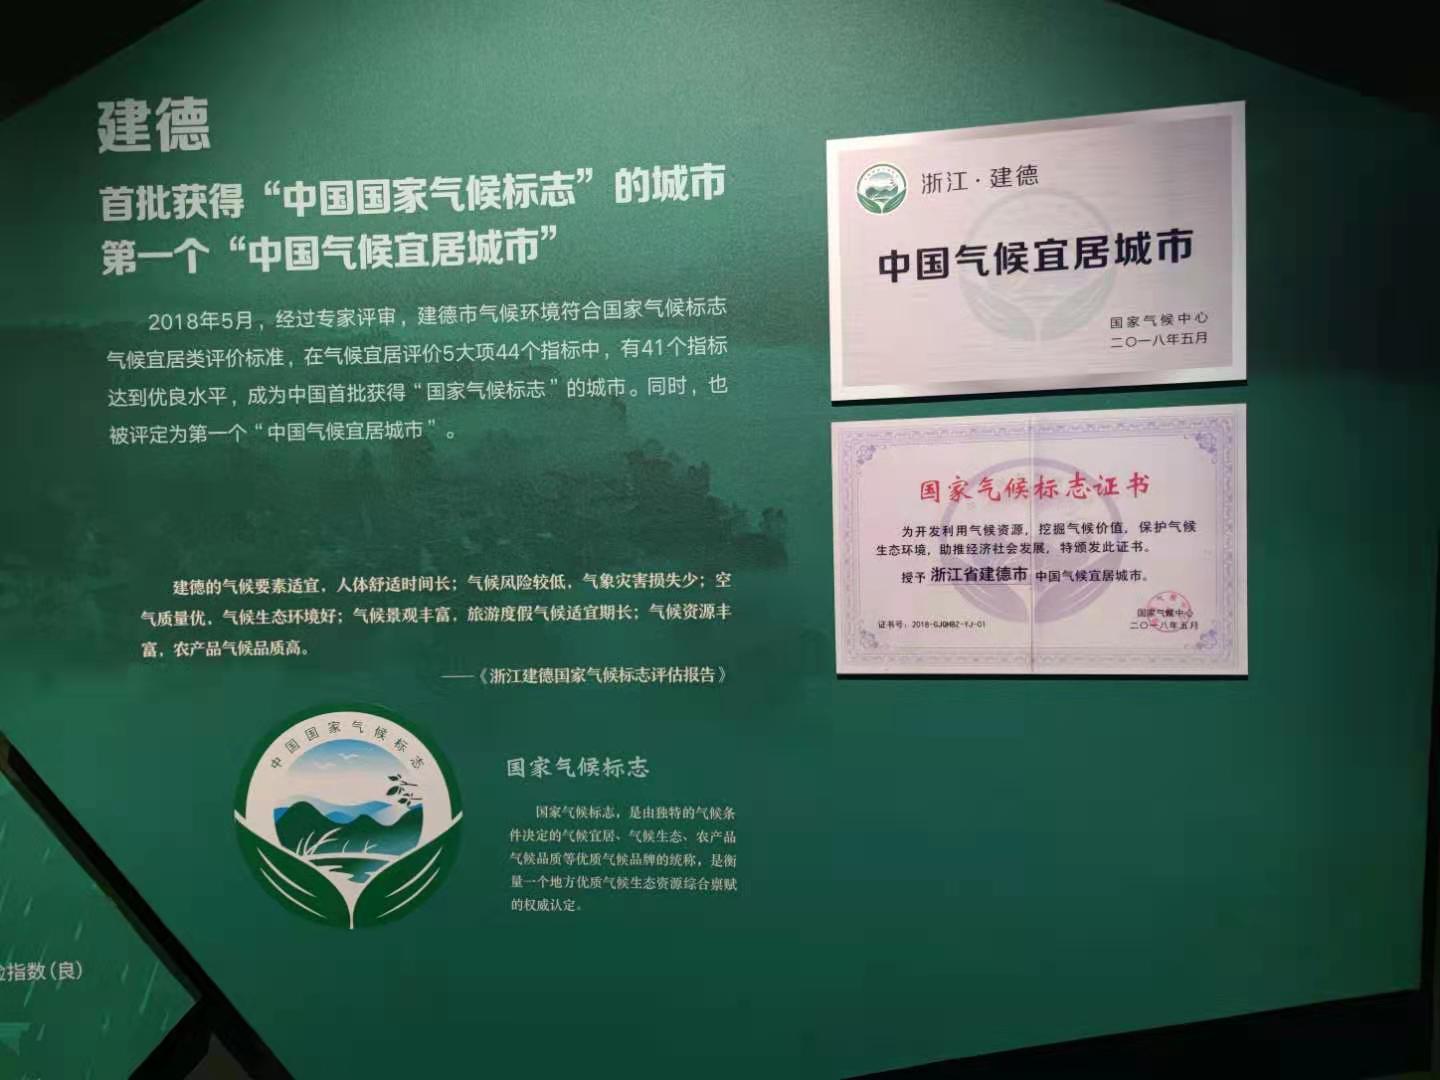 建德
首批获得“中国国家气候标志”的城市
第一个“中国气候宜居城市”
2018年5月，经过专家评审，建德市气候环境符合国家气候标志
气候宜居类评价标准，在气候宜居评价5大项44个指标中，有41个指标
达到优良水平，成为中国首批获得“国家气候标志”的城市。同时，也
被评定为第一个“中国气候宜居城市”。
建德的气候要素适宜，人体舒适时间长；气候风险较低，气象灾害损失少；空
气质量优，气候生态环境好；气候景观丰富，旅游度假气候适宜期长；气候资源丰
富，农产品气候品质高。
——《浙江建德国家气候标志评估报告》
中国国家气候标志
国家气候标志
国家气候标志，是由独特的气候条
件决定的气候宜居、气候生态、农产品
气候品质等优质气候品牌的统称，是衡
量一个地方优质气候生态资源综合禀赋
的权威认定。
浙江·建德
中国气候宜居城市
国家气候中心
二〇一八年五月
国家气候标志证书
为开发利用气候资源，挖掘气候价值，保护气候
生态环境，助推经济社会发展，特颁发此证书。
授予 浙江省建德市 中国气候宜居城市。
国家气候中心
证书号：2018-GJQHBZ-YJ-01
二〇一八年五月
指数(良)